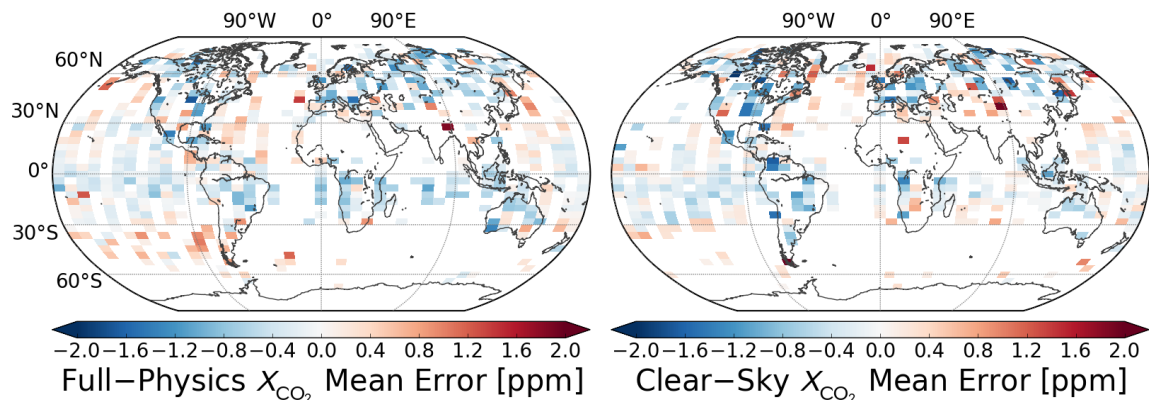 90°W 0° 90°E 90°W 0° 90°E
60°N
30°N
0°
30°S
60°S
−2.0 −1.6 −1.2 −0.8 −0.4 0.0 0.4 0.8 1.2 1.6 2.0 −2.0 −1.6 −1.2 −0.8 −0.4 0.0 0.4 0.8 1.2 1.6 2.0
Full−Physics X_CO₂ Mean Error [ppm] Clear−Sky X_CO₂ Mean Error [ppm]